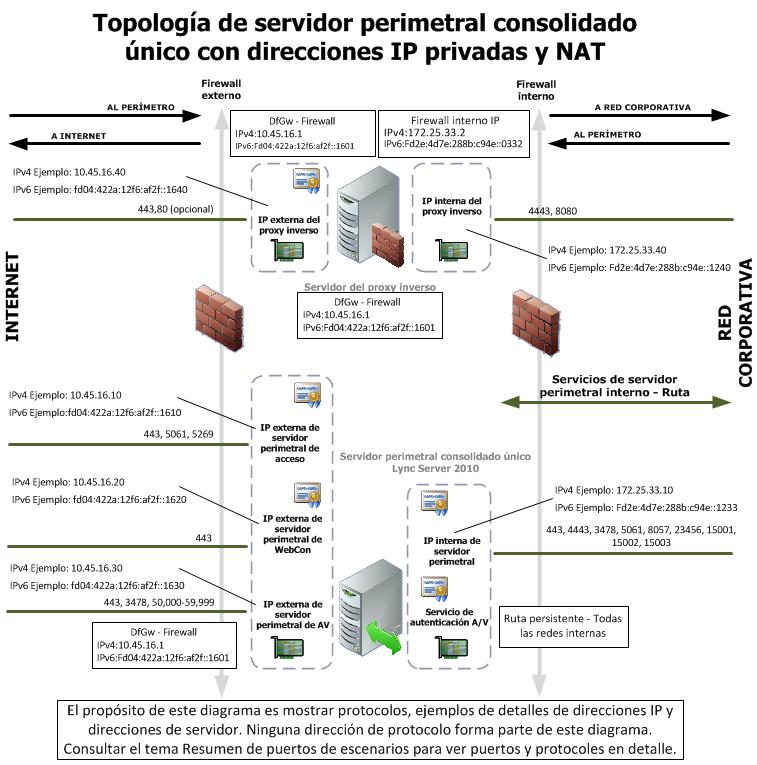 Topología de servidor perimetral consolidado
único con direcciones IP privadas y NAT
Firewall
externo
Firewall
interno
AL PERÍMETRO
A INTERNET
DfGw - Firewall
IPv4:10.45.16.1
IPv6:Fd04:422a:12f6:af2f::1601
Firewall interno IP
IPv4:172.25.33.2
IPv6:Fd2e:4d7e:288b:c94e::0332
A RED CORPORATIVA
AL PERÍMETRO
IPv4 Ejemplo: 10.45.16.40
IPv6 Ejemplo: fd04:422a:12f6:af2f::1640
443,80 (opcional)
IP externa del
proxy inverso
IP interna del
proxy inverso
4443, 8080
IPv4 Ejemplo: 172.25.33.40
IPv6 Ejemplo: Fd2e:4d7e:288b:c94e::1240
Servidor del proxy inverso
DfGw - Firewall
IPv4:10.45.16.1
IPv6:Fd04:422a:12f6:af2f::1601
INTERNET
RED
CORPORATIVA
Servicios de servidor
perimetral interno - Ruta
IPv4 Ejemplo: 10.45.16.10
IPv6 Ejemplo:fd04:422a:12f6:af2f::1610
443, 5061, 5269
IP externa de
servidor
perimetral de
acceso
Servidor perimetral consolidado único
Lync Server 2010
IPv4 Ejemplo: 10.45.16.20
IPv6 Ejemplo: fd04:422a:12f6:af2f::1620
443
IP externa de
servidor
perimetral de
WebCon
IP interna de
servidor
perimetral
IPv4 Ejemplo: 172.25.33.10
IPv6 Ejemplo: Fd2e:4d7e:288b:c94e::1233
443, 4443, 3478, 5061, 8057, 23456, 15001,
15002, 15003
IPv4 Ejemplo: 10.45.16.30
IPv6 Ejemplo: fd04:422a:12f6:af2f::1630
443, 3478, 50,000-59,999
IP externa de
servidor
perimetral de AV
Servicio de
autenticación A/V
DfGw - Firewall
IPv4:10.45.16.1
IPv6:Fd04:422a:12f6:af2f::1601
Ruta persistente - Todas
las redes internas
El propósito de este diagrama es mostrar protocolos, ejemplos de detalles de direcciones IP y
direcciones de servidor. Ninguna dirección de protocolo forma parte de este diagrama.
Consultar el tema Resumen de puertos de escenarios para ver puertos y protocoles en detalle.